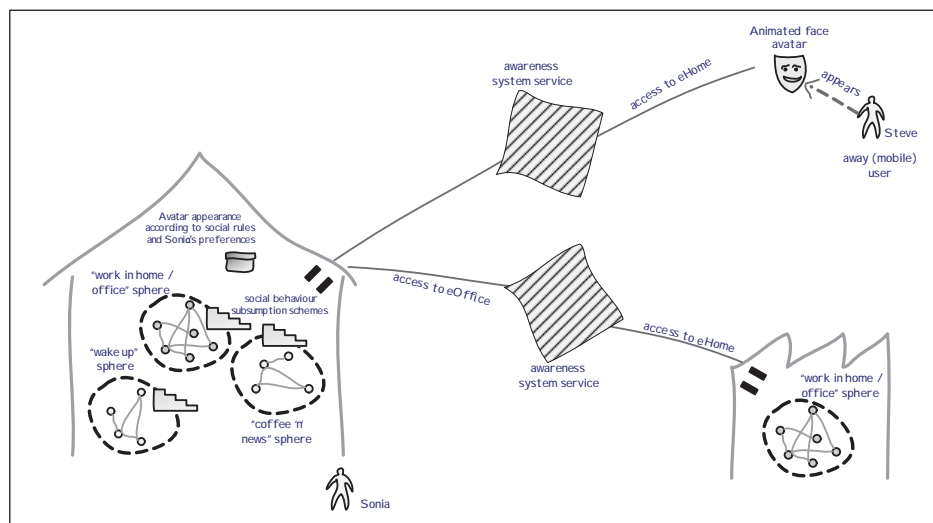 Animated face
avatar
awareness
system service
access to eHome
appears
Steve
away (mobile)
user
Avatar appearance
according to social rules
and Sonia's preferences
"work in home /
office" sphere
social behaviour
subsumption schemes
access to eOffice
"wake up"
sphere
access to eHome
awareness
system service
"work in home /
office" sphere
"coffee 'n'
news" sphere
Sonia